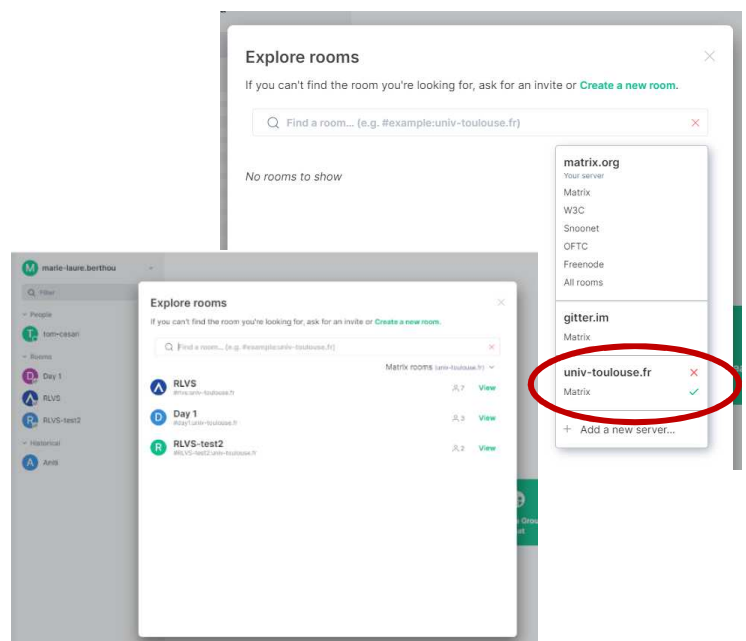 Explore rooms
If you can't find the room you're looking for, ask for an invite or Create a new room.
Find a room... (e.g. #example:univ-toulouse.fr)
No rooms to show
matrix.org
Your server
Matrix
W3C
Snoonet
OFTC
Freenode
All rooms
gitter.im
Matrix
univ-toulouse.fr
Matrix
+ Add a new server...
M marie-laure.berthou
Filter
People
tom-cesari
Rooms
D Day 1
RLVS
R RLVS-test2
Historical
A Aniti
Explore rooms
If you can't find the room you're looking for, ask for an invite or Create a new room.
Find a room... (e.g. #example:univ-toulouse.fr)
Matrix rooms (univ-toulouse.fr)
RLVS 7 View
#rlvs:univ-toulouse.fr
D Day 1 3 View
#day1:univ-toulouse.fr
R RLVS-test2 2 View
#RLVS-test2:univ-toulouse.fr